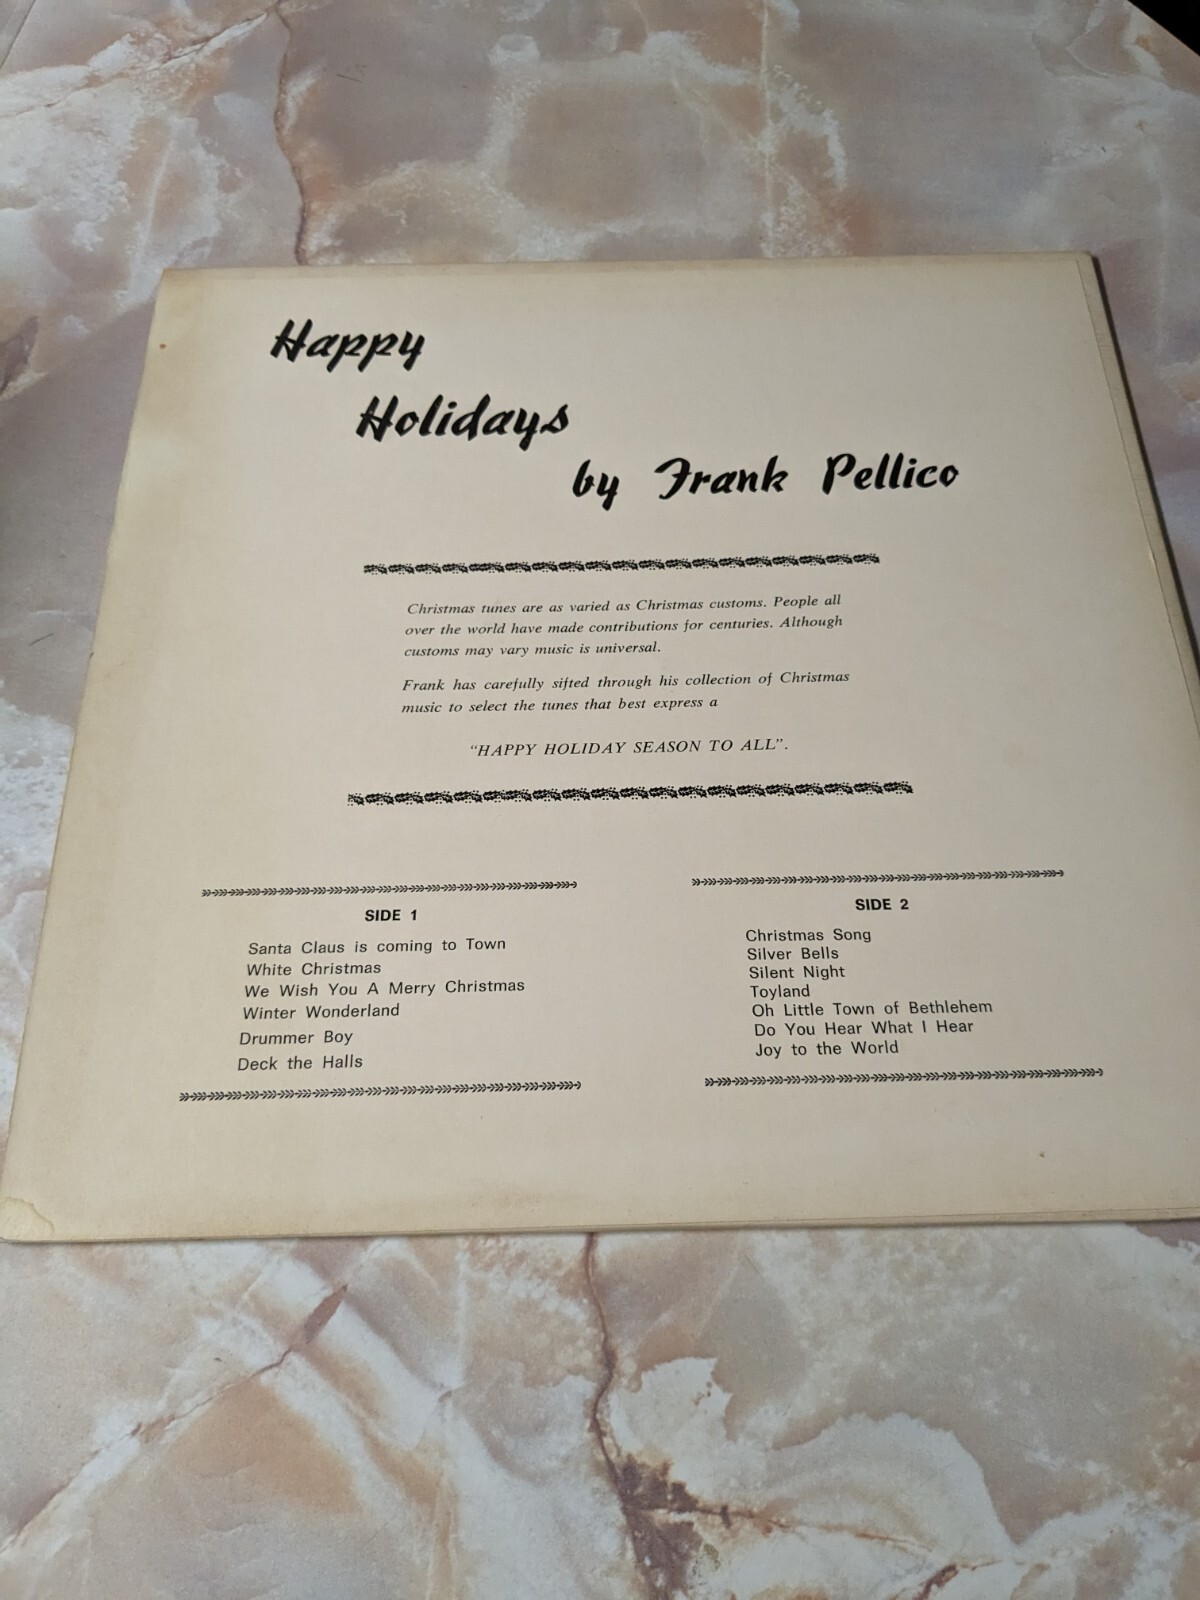 Happy
Holidays
by Frank Pellico
Christmas tunes are as varied as Christmas customs. People all
over the world have made contributions for centuries. Although
customs may vary music is universal.
Frank has carefully sifted through his collection of Christmas
music to select the tunes that best express a
“HAPPY HOLIDAY SEASON TO ALL”.
SIDE 1
Santa Claus is coming to Town
White Christmas
We Wish You A Merry Christmas
Winter Wonderland
Drummer Boy
Deck the Halls
SIDE 2
Christmas Song
Silver Bells
Silent Night
Toyland
Oh Little Town of Bethlehem
Do You Hear What I Hear
Joy to the World